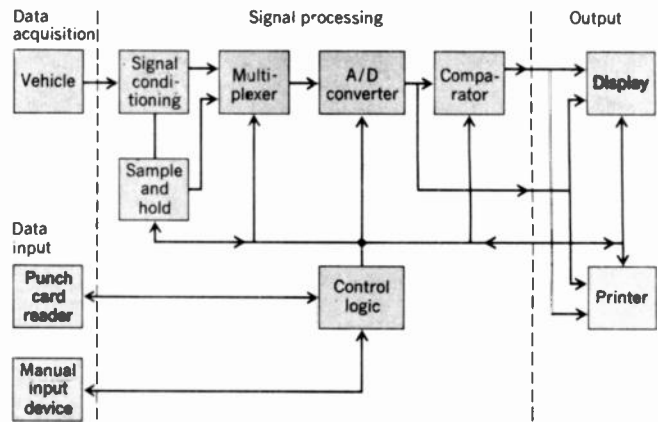 Data
acquisition
Signal processing
Output
Vehicle
Signal
condi-
tioning
Multi-
plexer
A/D
converter
Compa-
rator
Display
Sample
and
hold
Data
input
Punch
card
reader
Control
logic
Printer
Manual
input
device